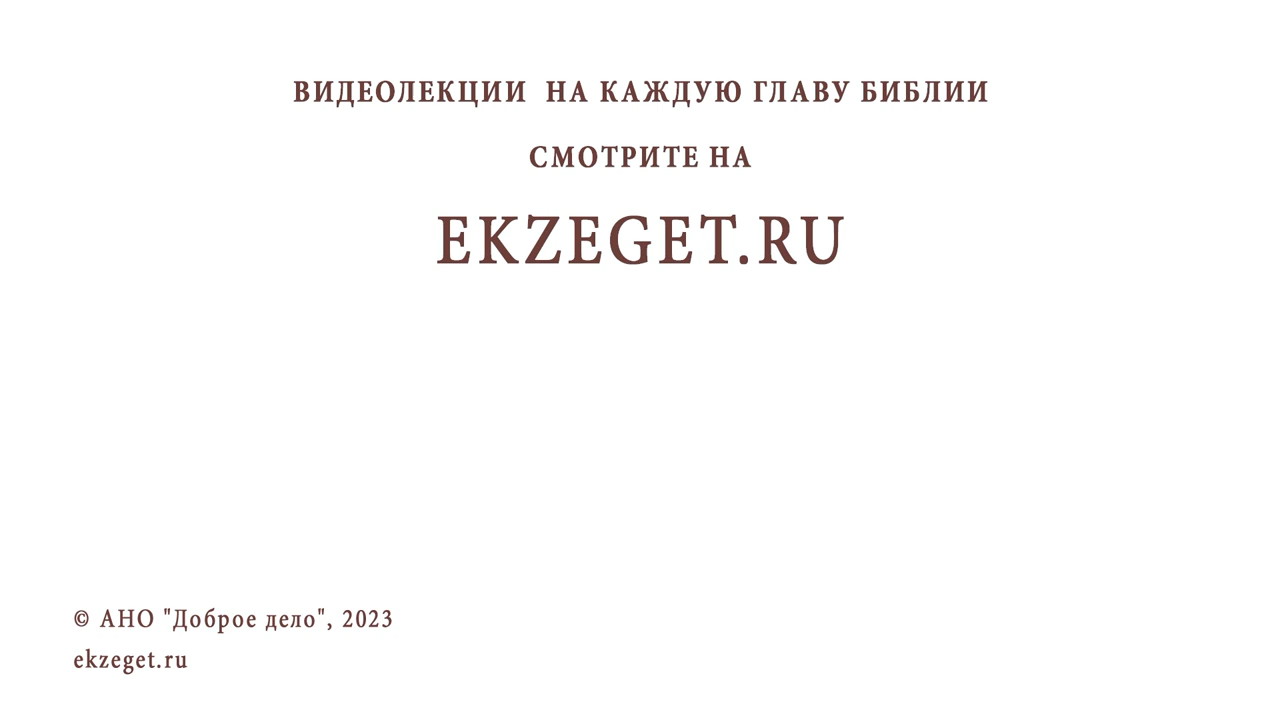 ВИДЕОЛЕКЦИИ НА КАЖДУЮ ГЛАВУ БИБЛИИ
СМОТРИТЕ НА
EKZEGET.RU
© АНО "Доброе дело", 2023
ekzeget.ru